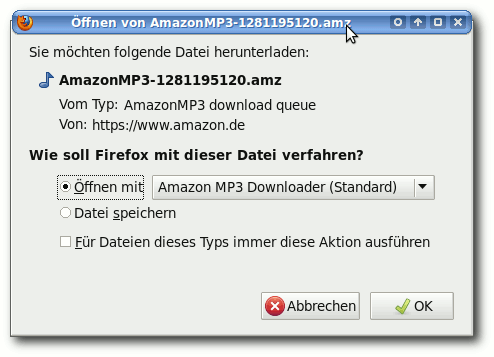 Öffnen von AmazonMP3-1281195120.amz
Sie möchten folgende Datei herunterladen:
AmazonMP3-1281195120.amz
Vom Typ: AmazonMP3 download queue
Von: https://www.amazon.de
Wie soll Firefox mit dieser Datei verfahren?
Öffnen mit Amazon MP3 Downloader (Standard)
Datei speichern
Für Dateien dieses Typs immer diese Aktion ausführen
Abbrechen OK